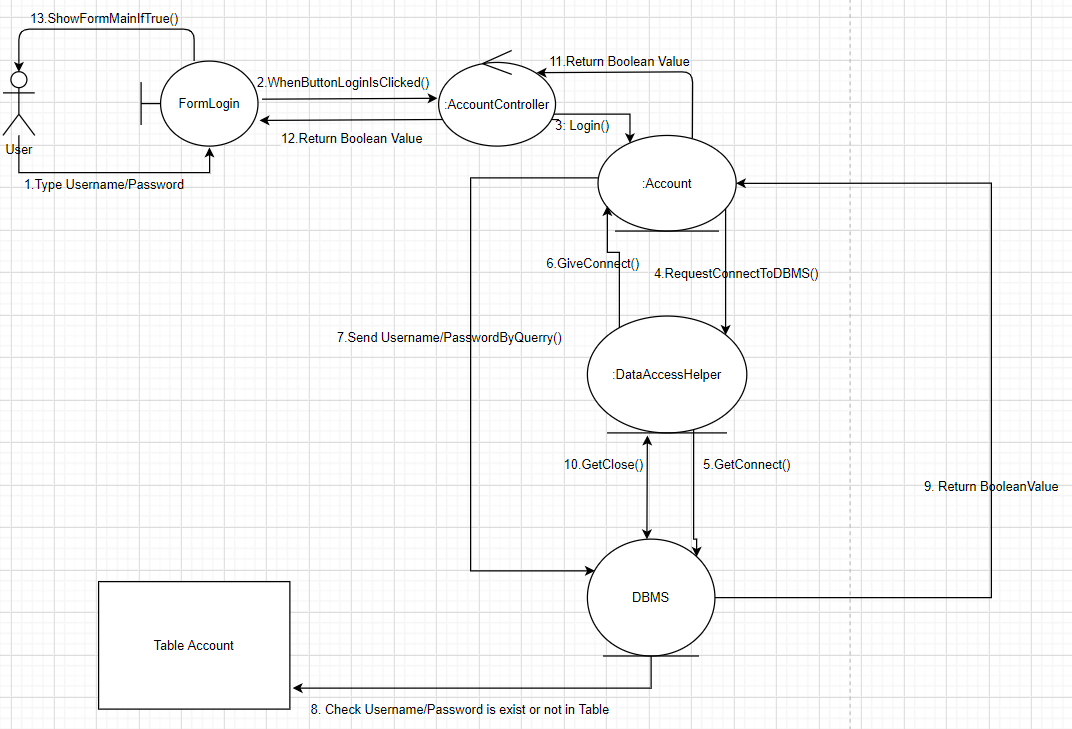 13.ShowFormMainIfTrue()
11.Return Boolean Value
2.WhenButtonLoginIsClicked()
FormLogin
:AccountController
3: Login()
12.Return Boolean Value
User
1.Type Username/Password
:Account
6.GiveConnect()
4.RequestConnectToDBMS()
7.Send Username/PasswordByQuerry()
:DataAccessHelper
10.GetClose()
5.GetConnect()
9. Return BooleanValue
DBMS
Table Account
8. Check Username/Password is exist or not in Table